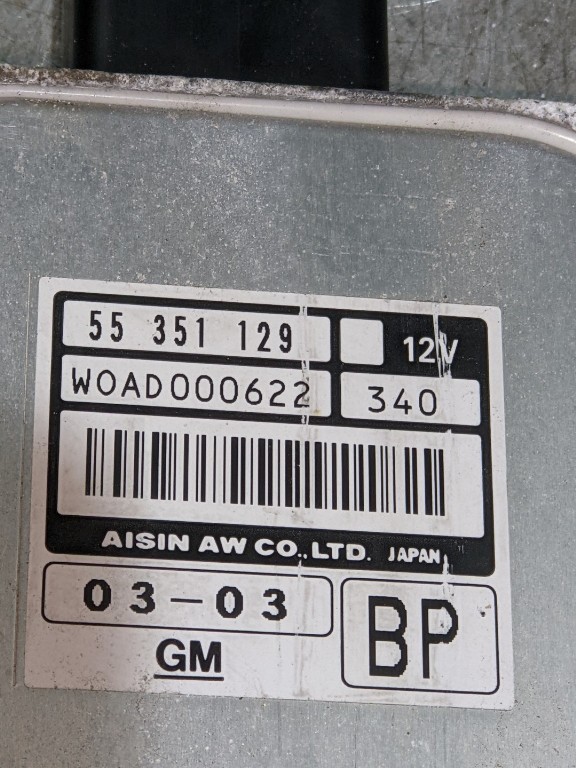 55 351 129 12V
WOAD000622 340
AISIN AW CO., LTD. JAPAN
03-03
GM
BP